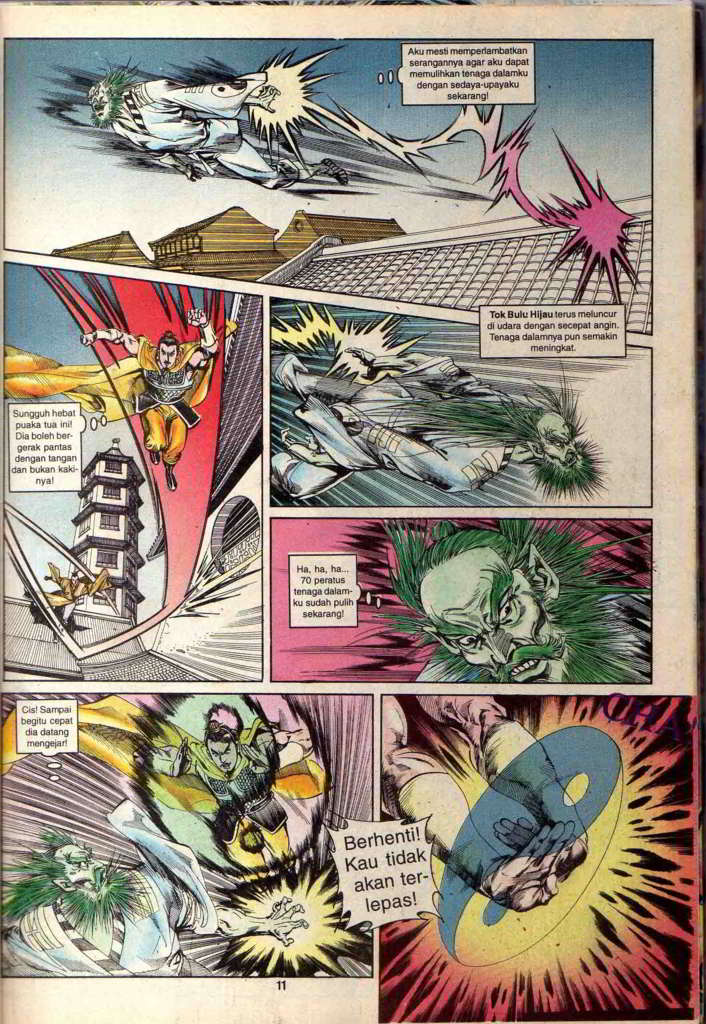 Aku mesti memperlambatkan
serangannya agar aku dapat
memulihkan tenaga dalamku
dengan sedaya-upayaku
sekarang!
Tok Bulu Hijau terus meluncur
di udara dengan secepat angin.
Tenaga dalamnya pun semakin
meningkat.
Sungguh hebat
puaka tua ini!
Dia boleh ber-
gerak pantas
dengan tangan
dan bukan kaki-
nya!
Ha, ha, ha...
70 peratus
tenaga dalam-
ku sudah pulih
sekarang!
Cis! Sampai
begitu cepat
dia datang
mengejar!
Berhenti!
Kau tidak
akan ter-
lepas!
11